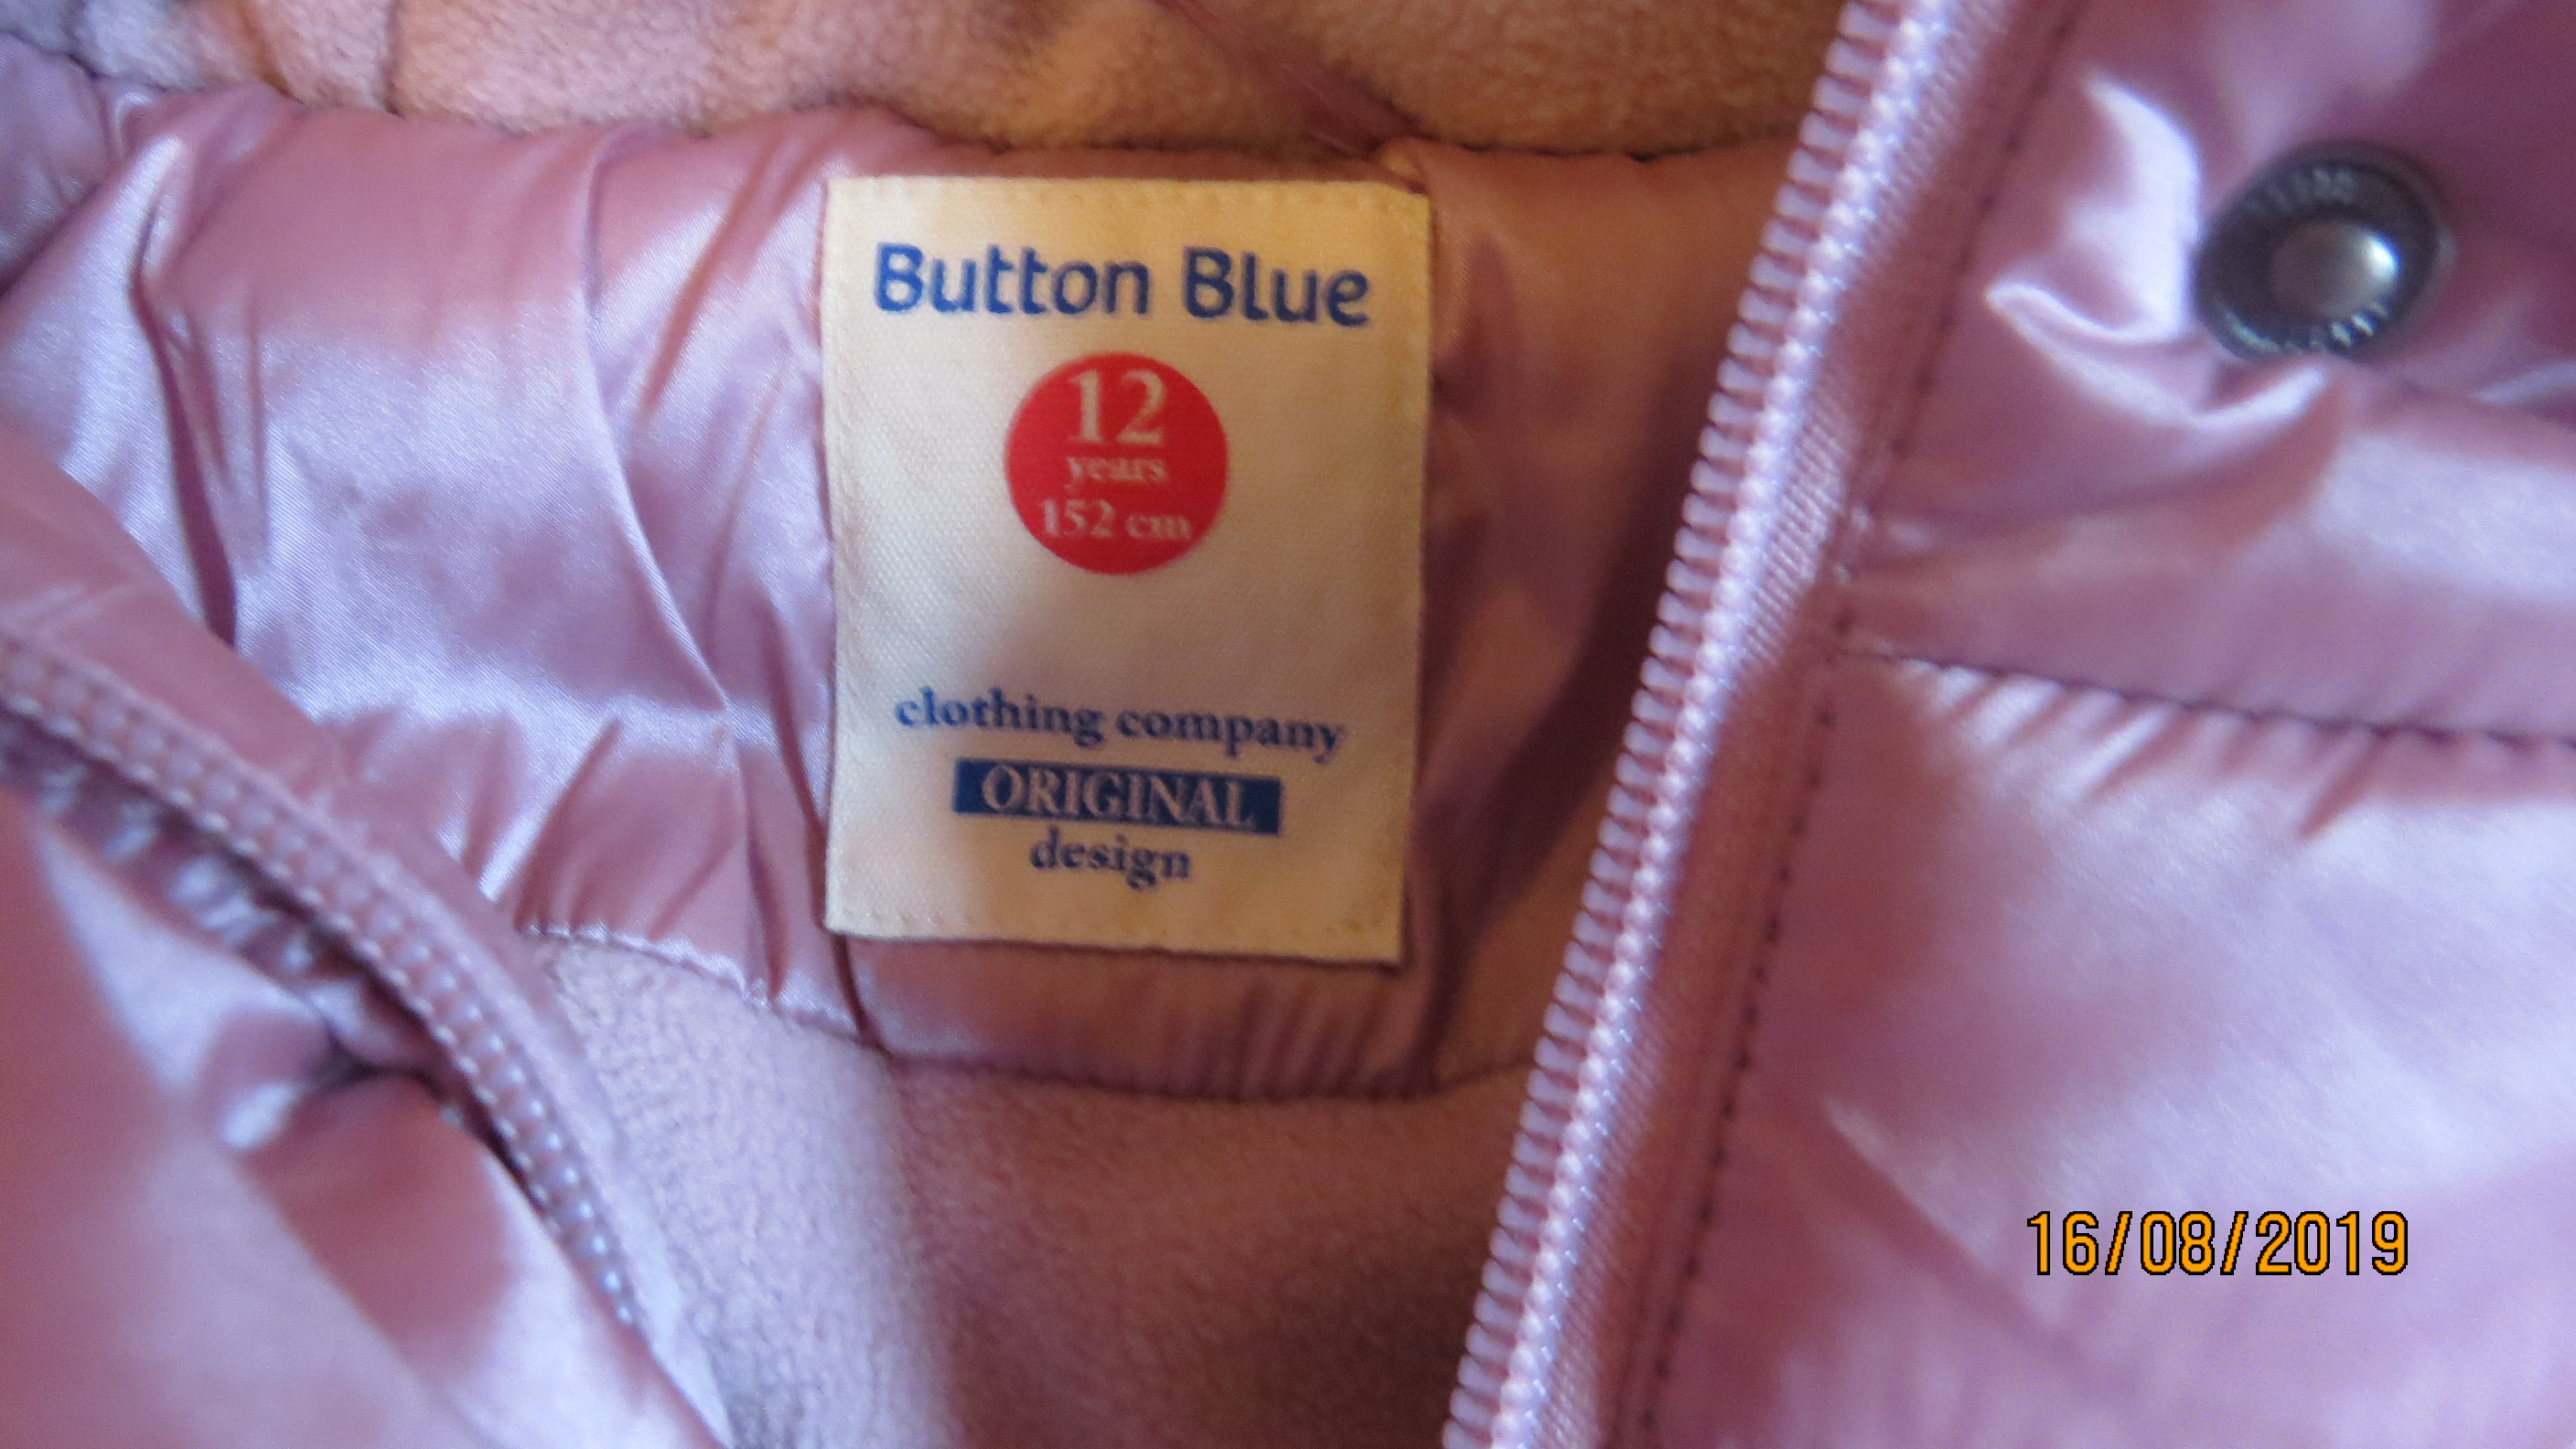 Button Blue
12
years
152 cm
clothing company
ORIGINAL
design
16/08/2019